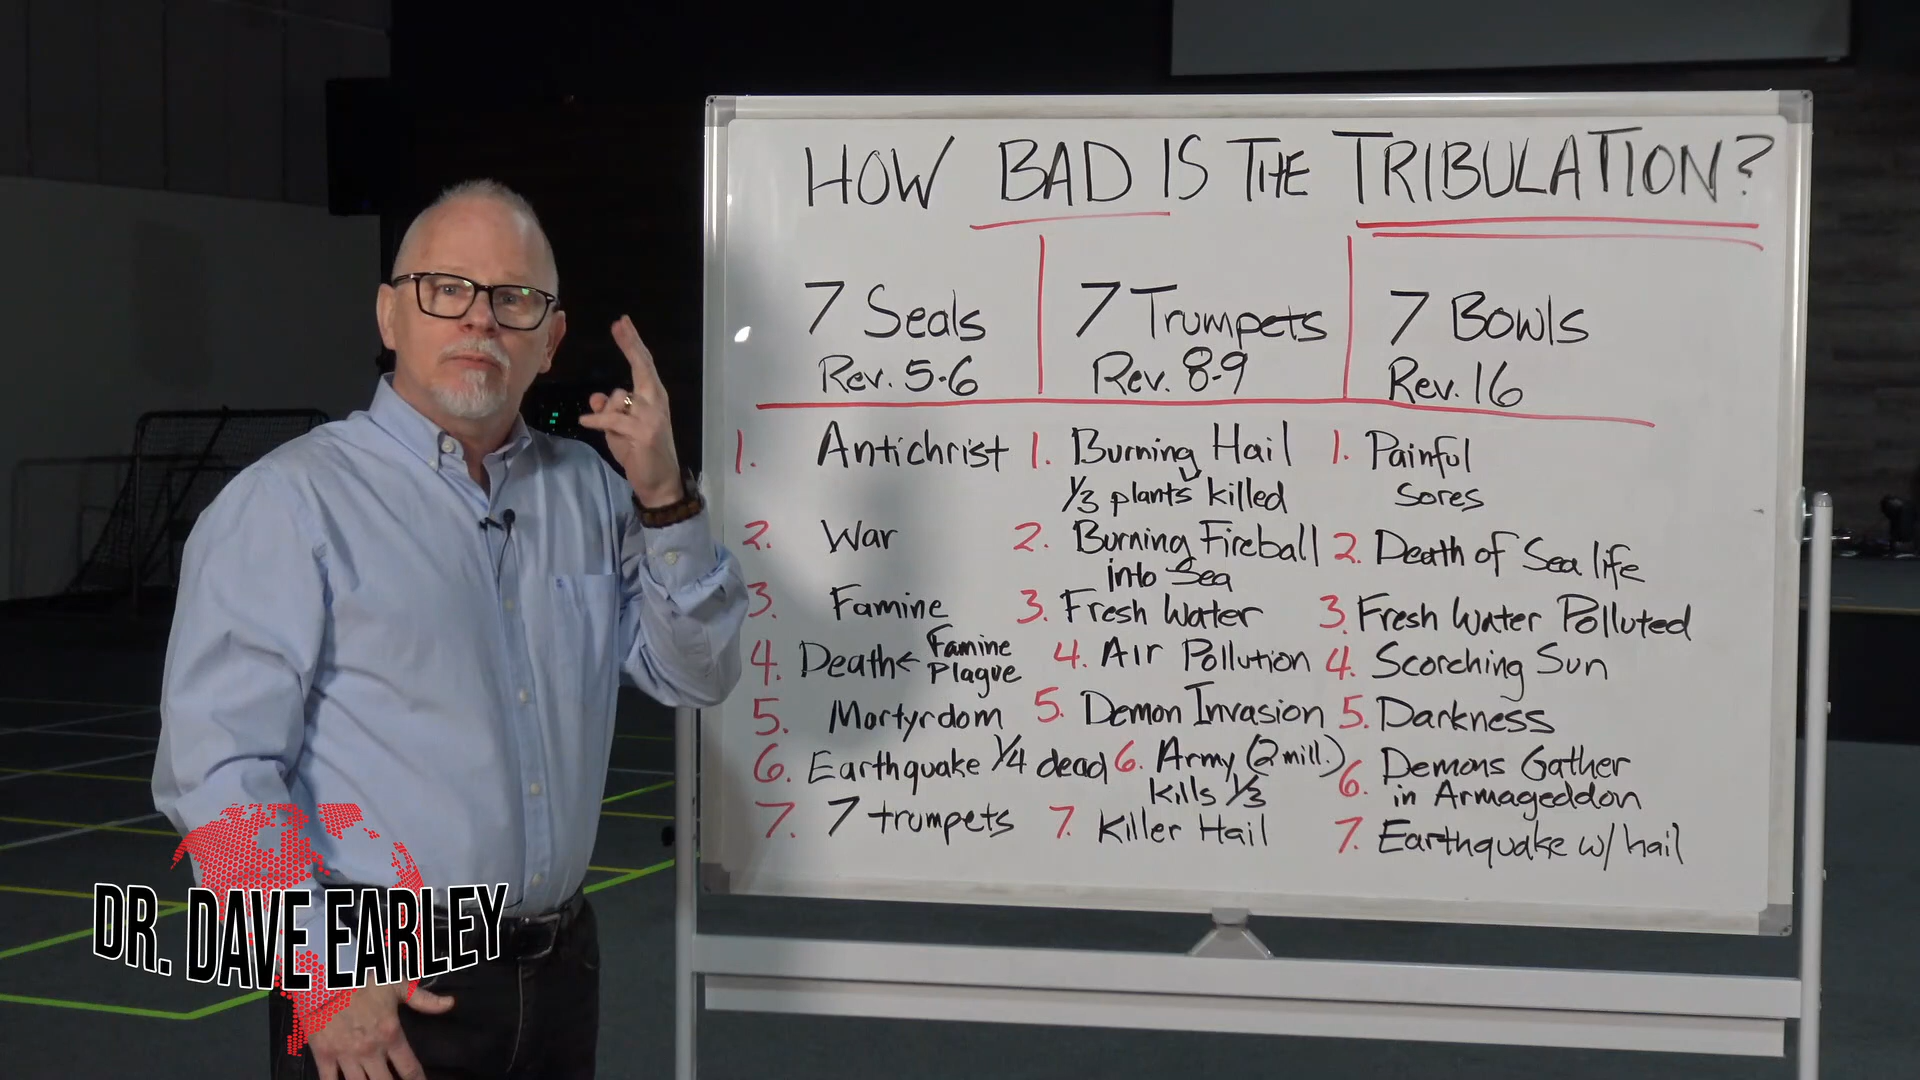 HOW BAD IS THE TRIBULATION?
7 Seals
Rev. 5-6
1. Antichrist
2. War
3. Famine
4. Death← Famine
Plague
5. Martyrdom
6. Earthquake 1/4 dead
7. 7 trumpets
7 Trumpets
Rev. 8-9
1. Burning Hail
1/3 plants killed
2. Burning Fireball
into Sea
3. Fresh Water
4. Air Pollution
5. Demon Invasion
6. Army (2 mill.)
kills 1/3
7. Killer Hail
7 Bowls
Rev. 16
1. Painful
Sores
2. Death of Sea life
3. Fresh Water Polluted
4. Scorching Sun
5. Darkness
6. Demons Gather
in Armageddon
7. Earthquake w/ hail
DR. DAVE EARLEY